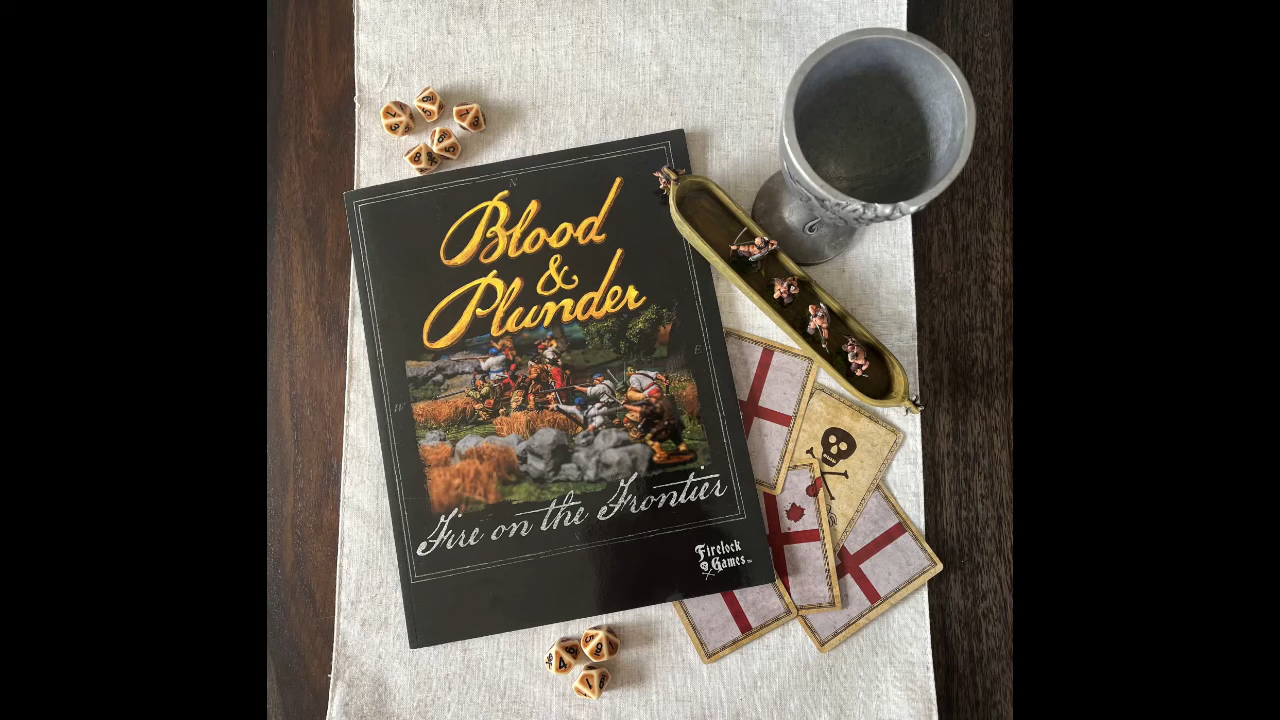 Blood
&
Plunder
Fire on the Frontier
Firelock
Games
N
E
W